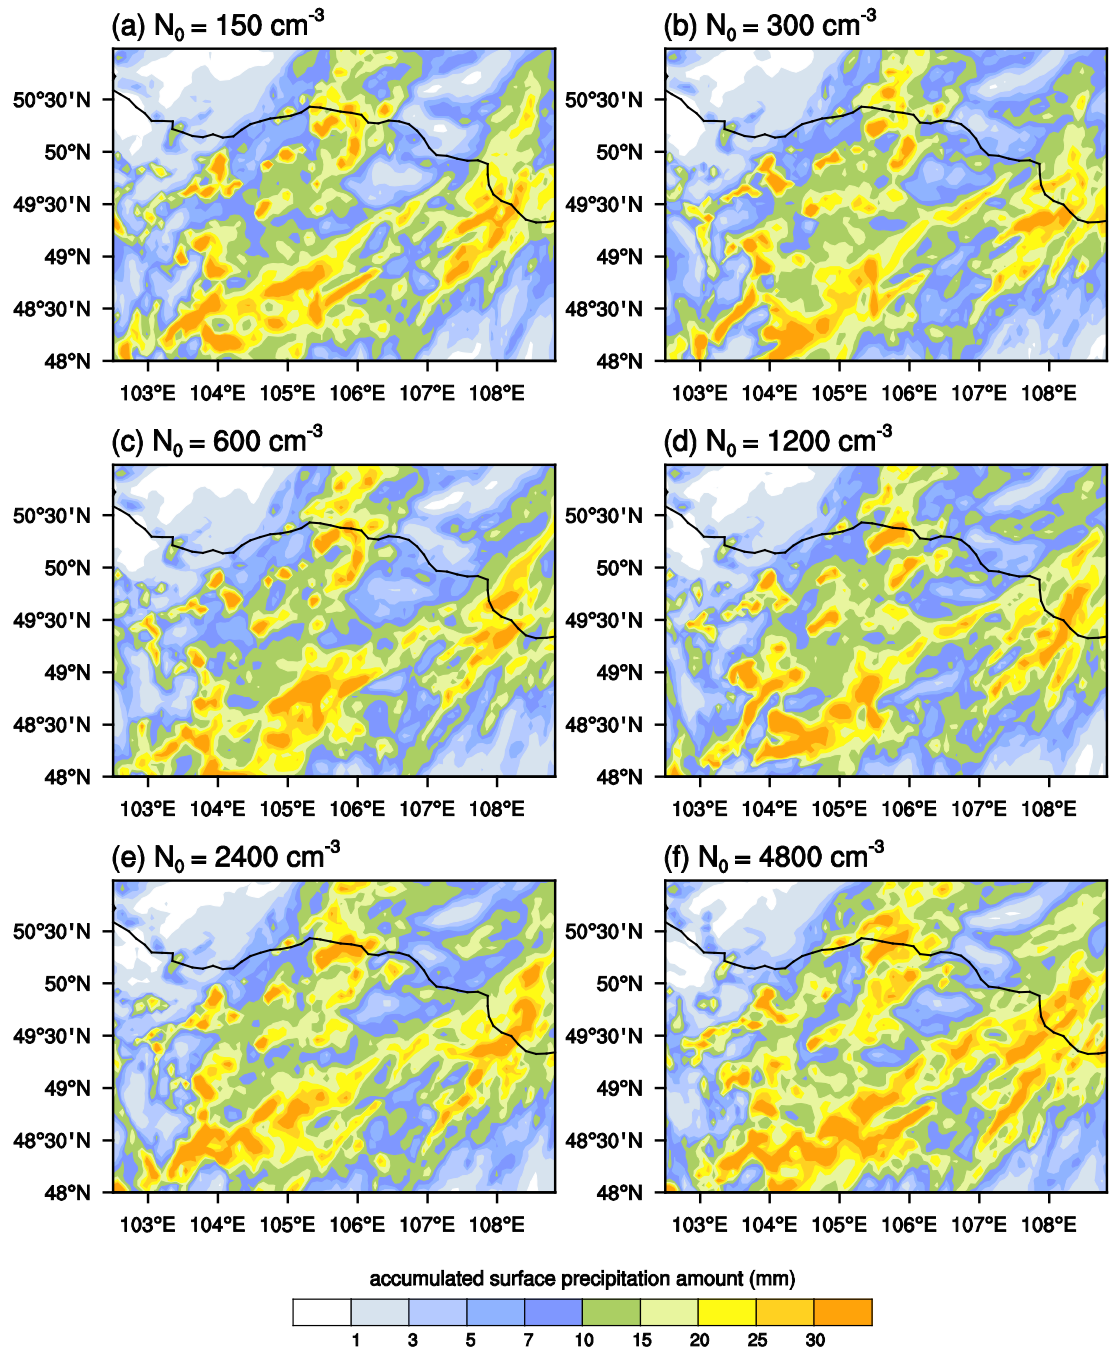 (a) N₀ = 150 cm⁻³
(b) N₀ = 300 cm⁻³
50°30'N
50°N
49°30'N
49°N
48°30'N
48°N
50°30'N
50°N
49°30'N
49°N
48°30'N
48°N
103°E 104°E 105°E 106°E 107°E 108°E
103°E 104°E 105°E 106°E 107°E 108°E
(c) N₀ = 600 cm⁻³
(d) N₀ = 1200 cm⁻³
50°30'N
50°N
49°30'N
49°N
48°30'N
48°N
50°30'N
50°N
49°30'N
49°N
48°30'N
48°N
103°E 104°E 105°E 106°E 107°E 108°E
103°E 104°E 105°E 106°E 107°E 108°E
(e) N₀ = 2400 cm⁻³
(f) N₀ = 4800 cm⁻³
50°30'N
50°N
49°30'N
49°N
48°30'N
48°N
50°30'N
50°N
49°30'N
49°N
48°30'N
48°N
103°E 104°E 105°E 106°E 107°E 108°E
103°E 104°E 105°E 106°E 107°E 108°E
accumulated surface precipitation amount (mm)
1 3 5 7 10 15 20 25 30